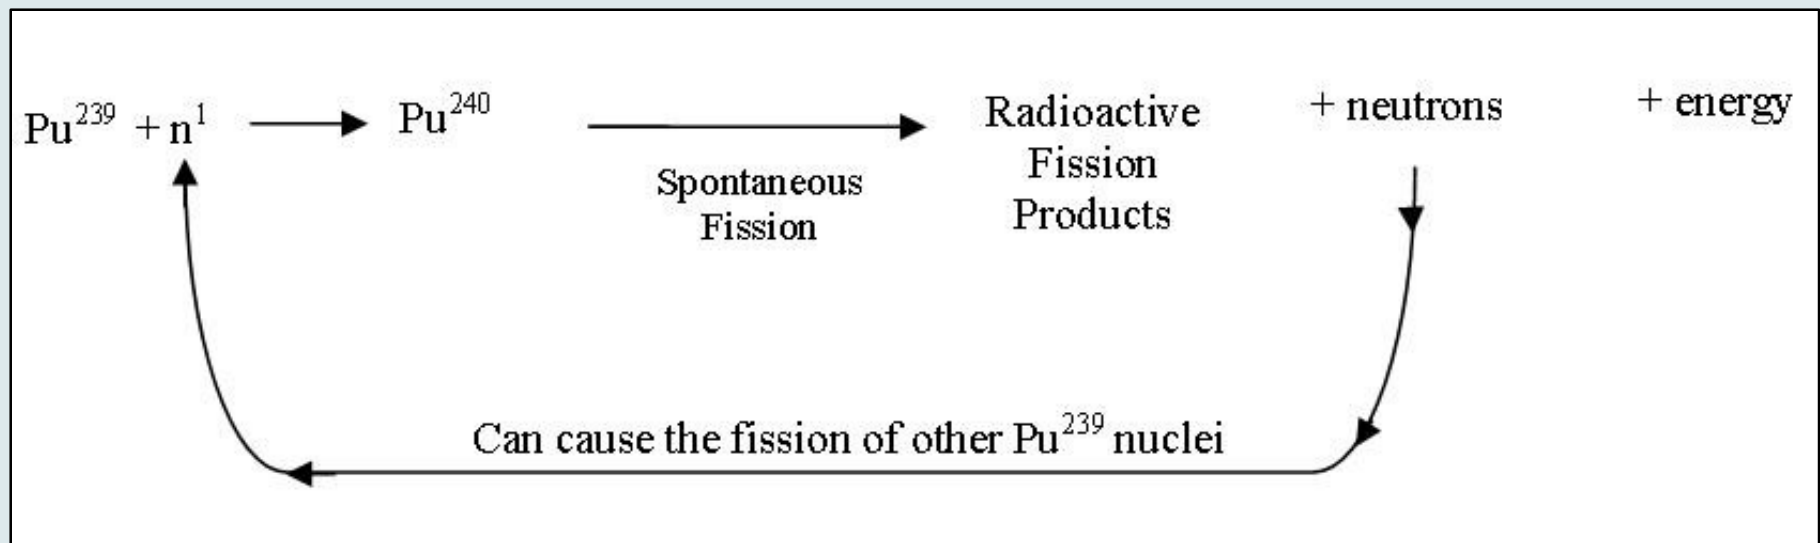 Pu²³⁹ + n¹ → Pu²⁴⁰ → Radioactive + neutrons + energy
Fission
Products
Spontaneous
Fission
Can cause the fission of other Pu²³⁹ nuclei